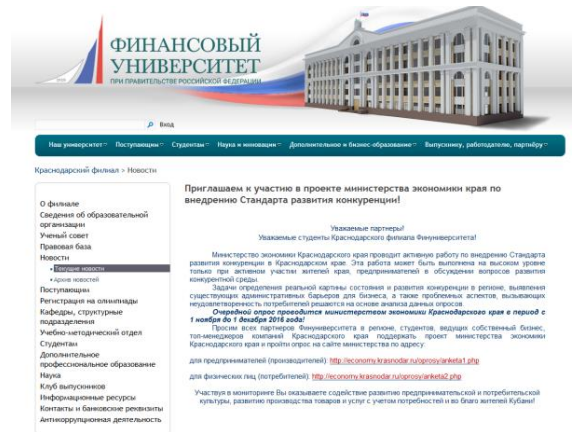 ФИНАНСОВЫЙ
УНИВЕРСИТЕТ
ПРИ ПРАВИТЕЛЬСТВЕ РОССИЙСКОЙ ФЕДЕРАЦИИ
Вход
Наш университет Поступающим Студентам Наука и инновации Дополнительное и бизнес-образование Выпускнику, работодателю, партнёру
Краснодарский филиал > Новости
О филиале
Сведения об образовательной
организации
Ученый совет
Правовая база
Новости
• Текущие новости
• Архив новостей
Поступающим
Регистрация на олимпиады
Кафедры, структурные
подразделения
Учебно-методический отдел
Студентам
Дополнительное
профессиональное образование
Наука
Клуб выпускников
Информационные ресурсы
Контакты и банковские реквизиты
Антикоррупционная деятельность
Приглашаем к участию в проекте министерства экономики края по
внедрению Стандарта развития конкуренции!
Уважаемые партнеры!
Уважаемые студенты Краснодарского филиала Финуниверситета!
Министерство экономики Краснодарского края проводит активную работу по внедрению Стандарта
развития конкуренции в Краснодарском крае. Эта работа может быть выполнена на высоком уровне
только при активном участии жителей края, предпринимателей в обсуждении вопросов развития
конкурентной среды.
Задачи определения реальной картины состояния и развития конкуренции в регионе, выявления
существующих административных барьеров для бизнеса, а также проблемных аспектов, вызывающих
неудовлетворенность потребителей решаются на основе анализа данных опросов.
Очередной опрос проводится министерством экономики Краснодарского края в период с
1 ноября до 1 декабря 2016 года!
Просим всех партнеров Финуниверситета в регионе, студентов, ведущих собственный бизнес,
топ-менеджеров компаний Краснодарского края поддержать проект министерства экономики
Краснодарского края и пройти опрос на сайте министерства по адресу:
для предпринимателей (производителей): http://economy.krasnodar.ru/oprosy/anketa1.php
для физических лиц (потребителей): http://economy.krasnodar.ru/oprosy/anketa2.php
Участвуя в мониторинге Вы оказываете содействие развитию предпринимательской и потребительской
культуры, развитию производства товаров и услуг с учетом потребностей и во благо жителей Кубани!